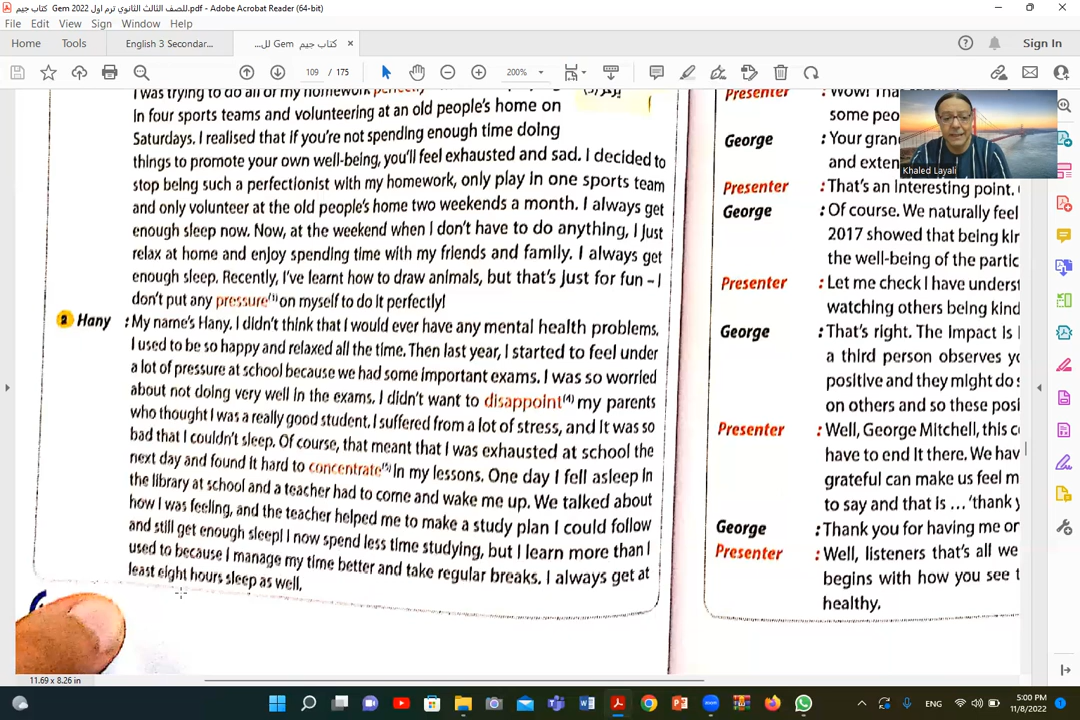 كتاب جيم Gem 2022 للصف الثالث الثانوي ترم اول.pdf - Adobe Acrobat Reader (64-bit)
File Edit View Sign Window Help
Home Tools English 3 Secondar... كتاب جيم Gem لل... × Sign In
109 / 175 200%
I was trying to do all of my homework perfectly
in four sports teams and volunteering at an old people's home on
Saturdays. I realised that if you're not spending enough time doing
things to promote your own well-being, you'll feel exhausted and sad. I decided to
stop being such a perfectionist with my homework, only play in one sports team
and only volunteer at the old people's home two weekends a month. I always get
enough sleep now. Now, at the weekend when I don't have to do anything, I just
relax at home and enjoy spending time with my friends and family. I always get
enough sleep. Recently, I've learnt how to draw animals, but that's just for fun – I
don't put any pressure(3) on myself to do it perfectly!
2 Hany : My name's Hany. I didn't think that I would ever have any mental health problems.
I used to be so happy and relaxed all the time. Then last year, I started to feel under
a lot of pressure at school because we had some important exams. I was so worried
about not doing very well in the exams. I didn't want to disappoint(4) my parents
who thought I was a really good student. I suffered from a lot of stress, and it was so
bad that I couldn't sleep. Of course, that meant that I was exhausted at school the
next day and found it hard to concentrate(5) in my lessons. One day I fell asleep in
the library at school and a teacher had to come and wake me up. We talked about
how I was feeling, and the teacher helped me to make a study plan I could follow
and still get enough sleep! I now spend less time studying, but I learn more than I
used to because I manage my time better and take regular breaks. I always get at
least eight hours sleep as well.
Presenter : Wow! Tha
some peo
George : Your gran
and exten
Presenter : That's an interesting point.
George : Of course. We naturally feel
2017 showed that being kin
the well-being of the partic
Presenter : Let me check I have underst
watching others being kind
George : That's right. The impact is
a third person observes yo
positive and they might do s
on others and so these posi
Presenter : Well, George Mitchell, this c
have to end it there. We hav
grateful can make us feel m
to say and that is ... 'thank y
George : Thank you for having me on
Presenter : Well, listeners that's all we
begins with how you see t
healthy.
Khaled Layali
11.69 x 8.26 in
ENG
5:00 PM
11/8/2022